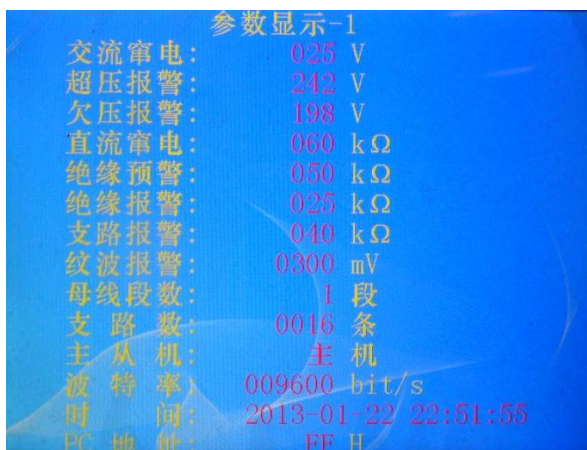 参数显示-1
交流窜电: 025 V
超压报警: 242 V
欠压报警: 198 V
直流窜电: 060 kΩ
绝缘预警: 050 kΩ
绝缘报警: 025 kΩ
支路报警: 040 kΩ
纹波报警: 0300 mV
母线段数: 1 段
支路数: 0016 条
主从机: 主 机
波特率: 009600 bit/s
时间: 2013-01-22 22:51:55
PC 地址: FF H